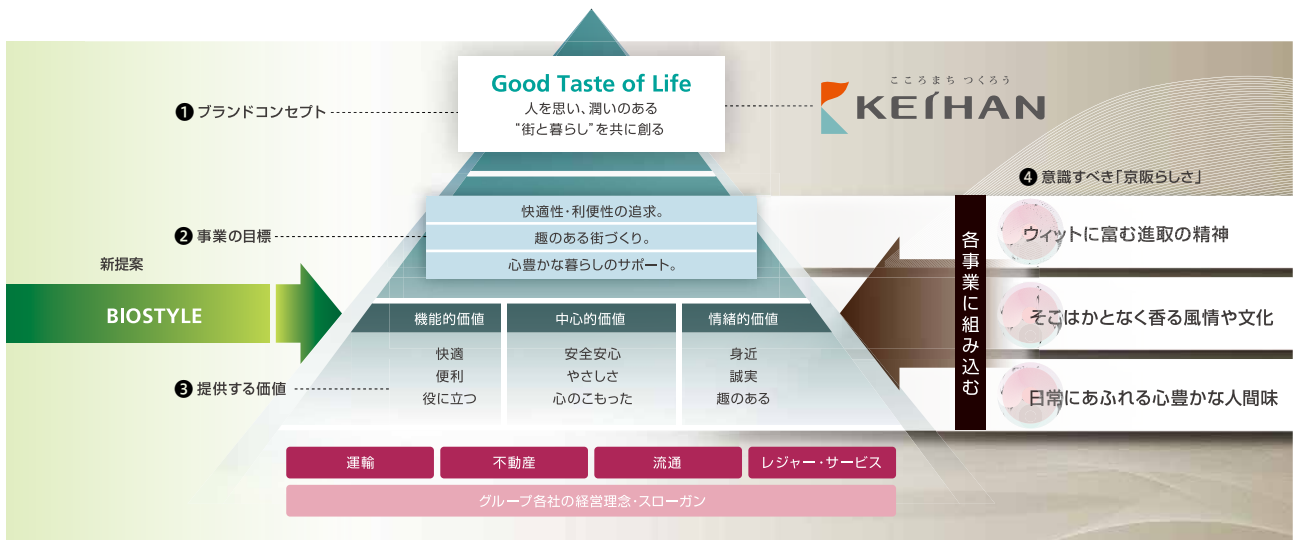 Good Taste of Life
人を思い、潤いのある
“街と暮らし”を共に創る
❶ブランドコンセプト
こころまち つくろう
KEIHAN
❷事業の目標
快適性・利便性の追求。
趣のある街づくり。
心豊かな暮らしのサポート。
新提案
BIOSTYLE
❸提供する価値
機能的価値
快適
便利
役に立つ
中心的価値
安全安心
やさしさ
心のこもった
情緒的価値
身近
誠実
趣のある
❹意識すべき「京阪らしさ」
各事業に組み込む
ウィットに富む進取の精神
そこはかとなく香る風情や文化
日常にあふれる心豊かな人間味
運輸
不動産
流通
レジャー・サービス
グループ各社の経営理念・スローガン